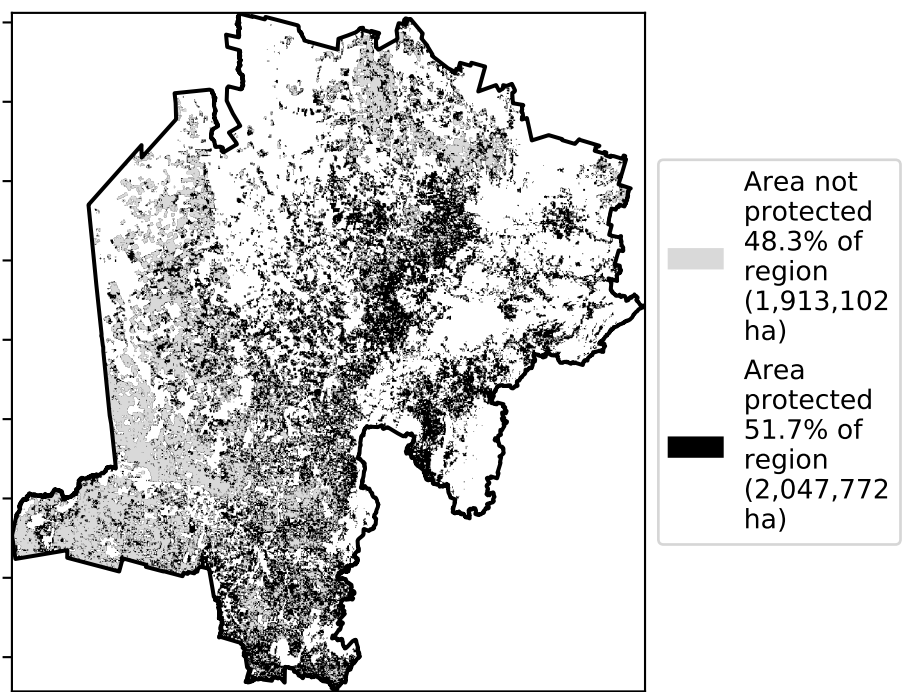 Area not
protected
48.3% of
region
(1,913,102
ha)
Area
protected
51.7% of
region
(2,047,772
ha)